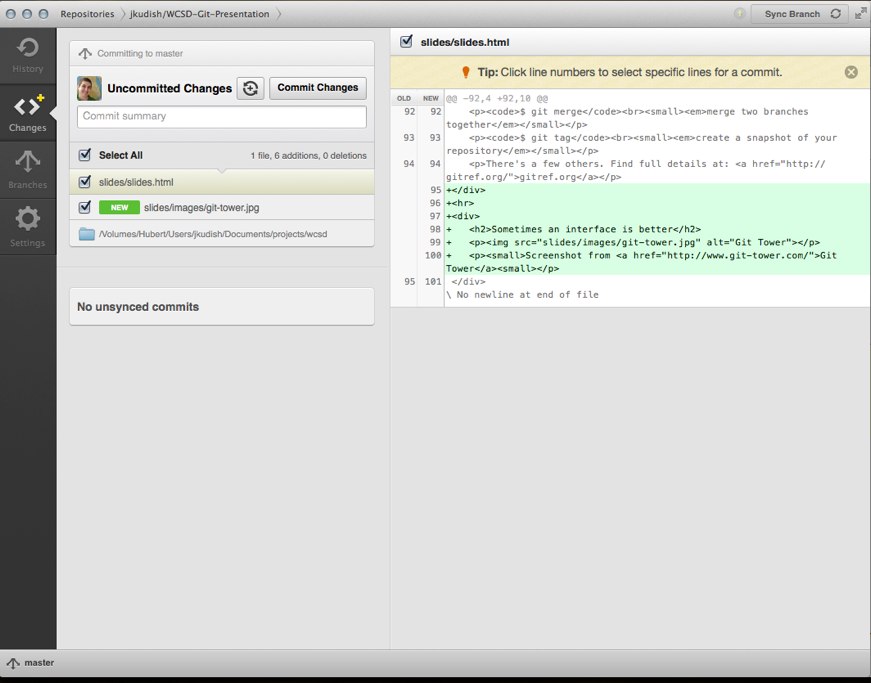 Repositories jkudish/WCSD-Git-Presentation
Sync Branch
History
Changes
Branches
Settings
Committing to master
Uncommitted Changes
Commit Changes
Commit summary
Select All 1 file, 6 additions, 0 deletions
slides/slides.html
NEW slides/images/git-tower.jpg
/Volumes/Hubert/Users/jkudish/Documents/projects/wcsd
No unsynced commits
slides/slides.html
Tip: Click line numbers to select specific lines for a commit.
OLD NEW @@ -92,4 +92,10 @@
92 92 <p><code>$ git merge</code><br><small><em>merge two branches
together</em></small></p>
93 93 <p><code>$ git tag</code><br><small><em>create a snapshot of your
repository</em></small></p>
94 94 <p>There's a few others. Find full details at: <a href="http://
gitref.org/">gitref.org</a></p>
95 +</div>
96 +<hr>
97 +<div>
98 + <h2>Sometimes an interface is better</h2>
99 + <p><img src="slides/images/git-tower.jpg" alt="Git Tower"></p>
100 + <p><small>Screenshot from <a href="http://www.git-tower.com/">Git
Tower</a><small></p>
95 101 </div>
\ No newline at end of file
master